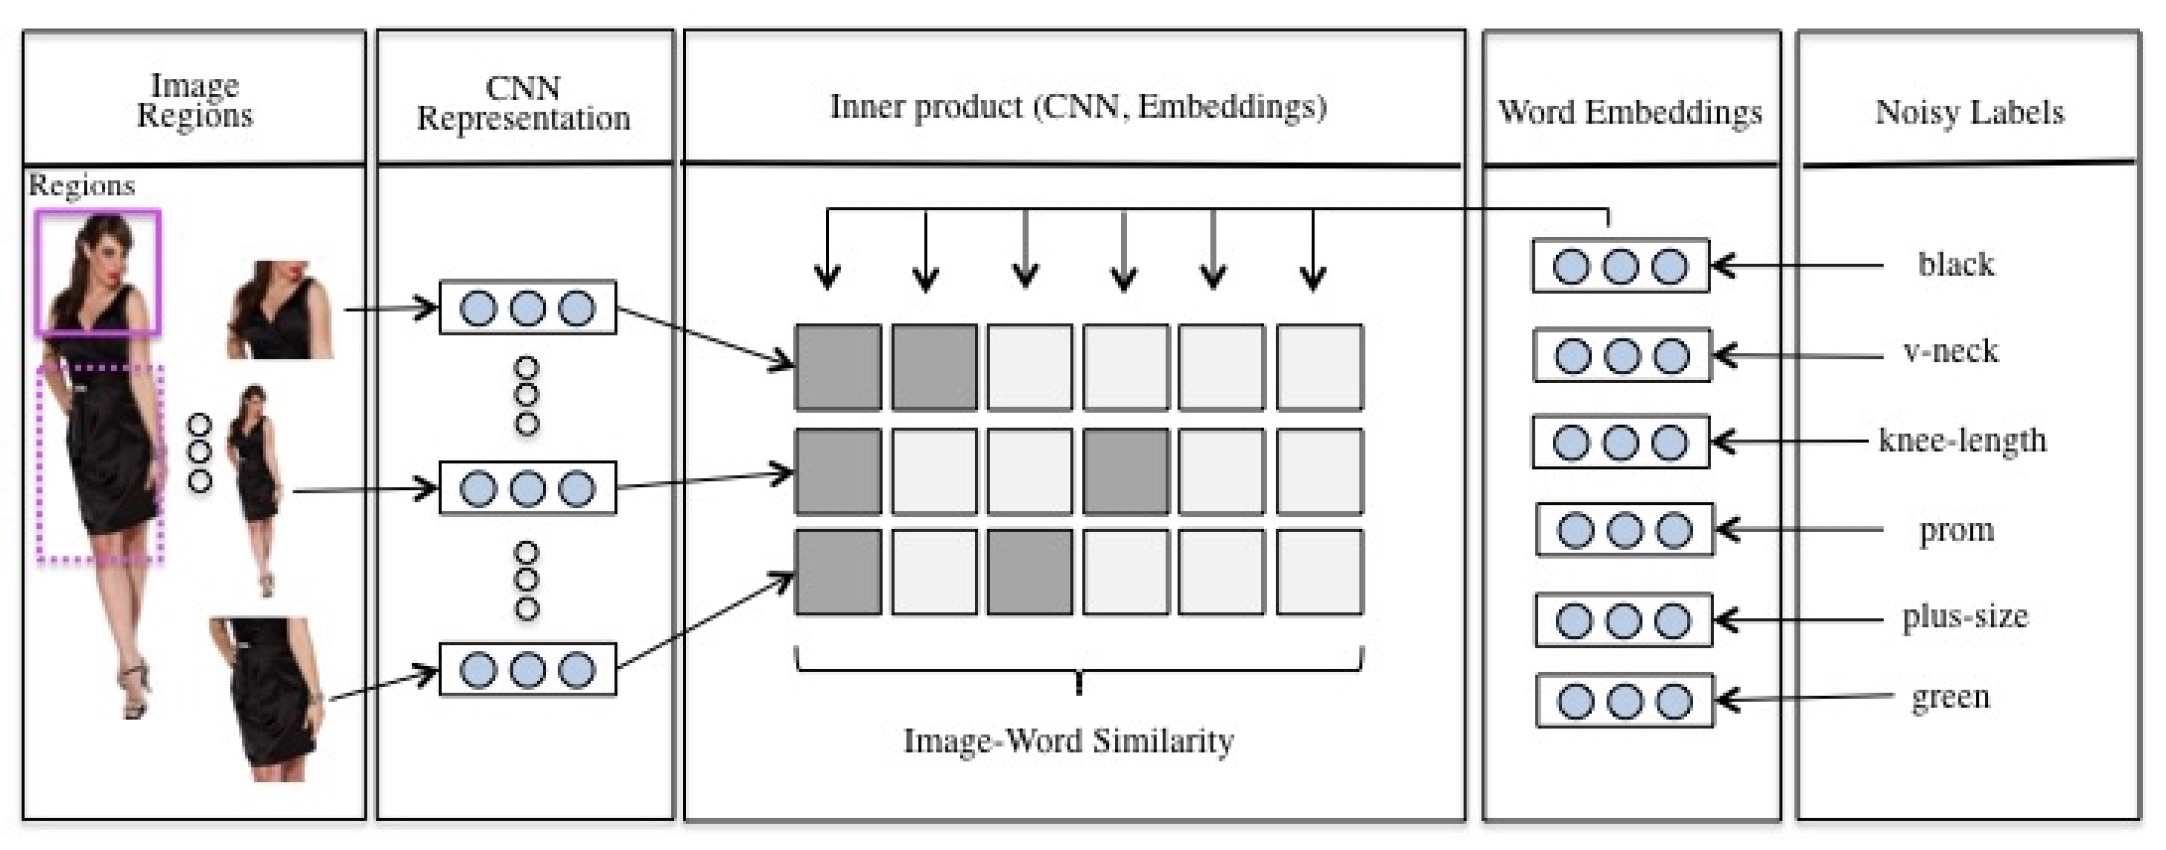 Image
Regions
CNN
Representation
Inner product (CNN, Embeddings)
Word Embeddings
Noisy Labels
Regions
black
v-neck
knee-length
prom
plus-size
green
Image-Word Similarity